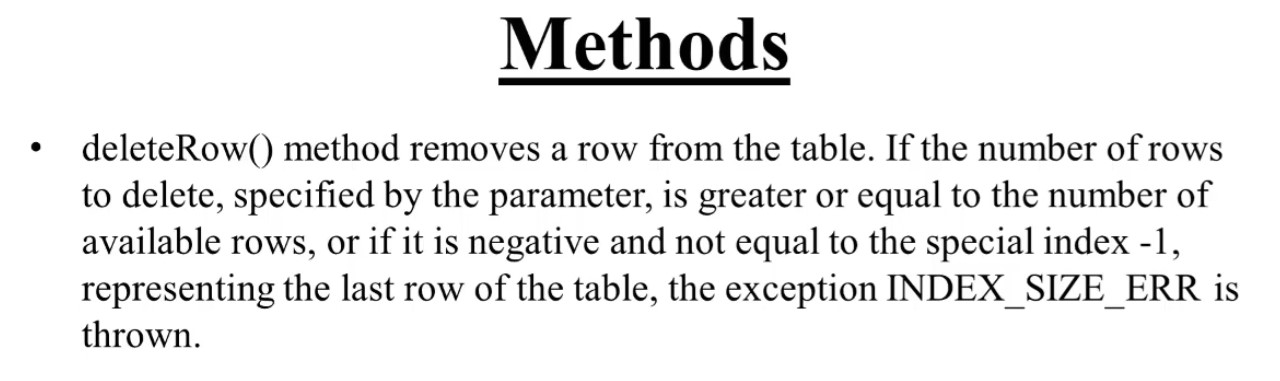 Methods
• deleteRow() method removes a row from the table. If the number of rows
to delete, specified by the parameter, is greater or equal to the number of
available rows, or if it is negative and not equal to the special index -1,
representing the last row of the table, the exception INDEX_SIZE_ERR is
thrown.